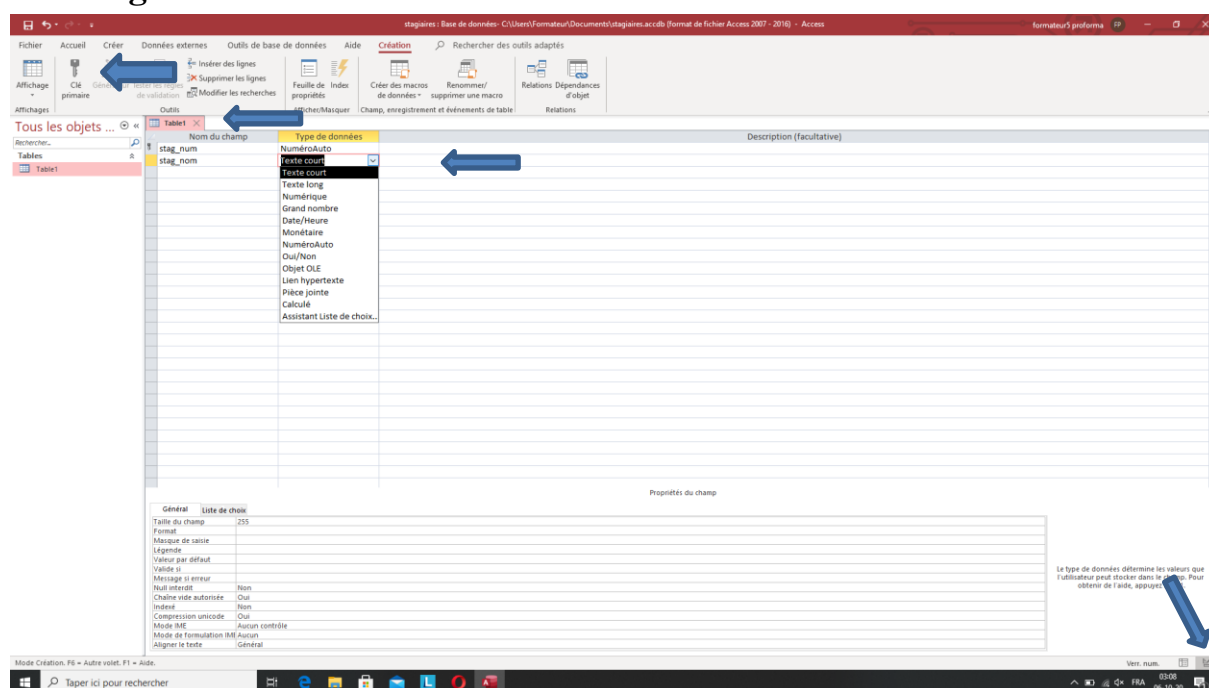 stagiaires : Base de données- C:\Users\Formateur\Documents\stagiaires.accdb (format de fichier Access 2007 - 2016) - Access
formateur5 proforma FP
Fichier Accueil Créer Données externes Outils de base de données Aide Création Rechercher des outils adaptés
Affichage
Clé primaire
Insérer des lignes
Supprimer les lignes
Modifier les recherches
de validation
Feuille de propriétés
Index
Créer des macros de données
Renommer/ supprimer une macro
Relations
Dépendances d'objet
Affichages
Outils
Afficher/Masquer
Champ, enregistrement et événements de table
Relations
Tous les objets ...
Rechercher...
Tables
Table1
Table1
Nom du champ Type de données Description (facultative)
stag_num NuméroAuto
stag_nom Texte court
Texte court
Texte long
Numérique
Grand nombre
Date/Heure
Monétaire
NuméroAuto
Oui/Non
Objet OLE
Lien hypertexte
Pièce jointe
Calculé
Assistant Liste de choix...
Propriétés du champ
Général Liste de choix
Taille du champ 255
Format
Masque de saisie
Légende
Valeur par défaut
Valide si
Message si erreur
Null interdit Non
Chaîne vide autorisée Oui
Indexé Non
Compression unicode Oui
Mode IME Aucun contrôle
Mode de formulation IME Aucun
Aligner le texte Général
Le type de données détermine les valeurs que
l'utilisateur peut stocker dans le champ. Pour
obtenir de l'aide, appuyez
Mode Création. F6 = Autre volet. F1 = Aide.
Verr. num.
Taper ici pour rechercher
FRA
03:08
06-10-20